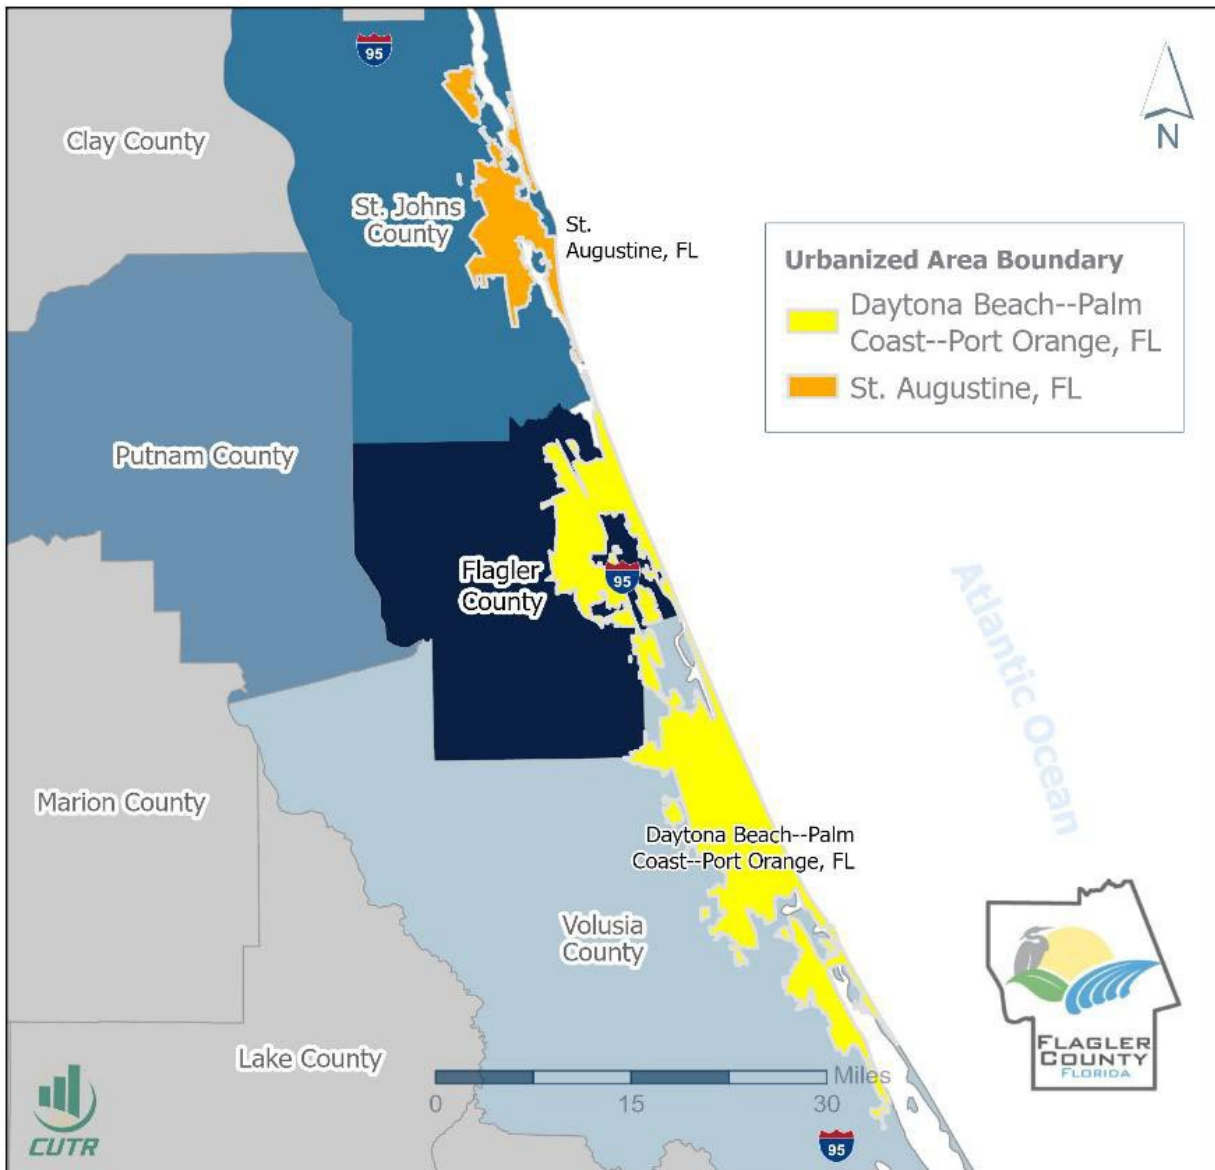 95
Clay County
N
St. Johns
County
St.
Augustine, FL
Urbanized Area Boundary
Daytona Beach--Palm
Coast--Port Orange, FL
St. Augustine, FL
Putnam County
Flagler
County
95
Atlantic Ocean
Marion County
Daytona Beach--Palm
Coast--Port Orange, FL
Volusia
County
Lake County
Miles
0 15 30
FLAGLER
COUNTY
FLORIDA
CUTR
95